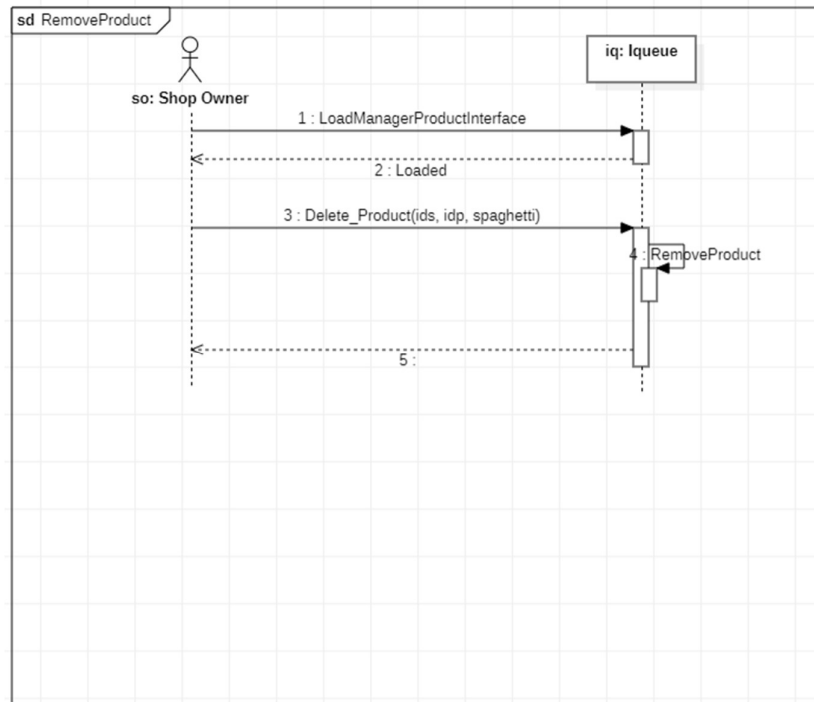 sd RemoveProduct
iq: Iqueue
so: Shop Owner
1 : LoadManagerProductInterface
2 : Loaded
3 : Delete_Product(ids, idp, spaghetti)
4 : RemoveProduct
5 :